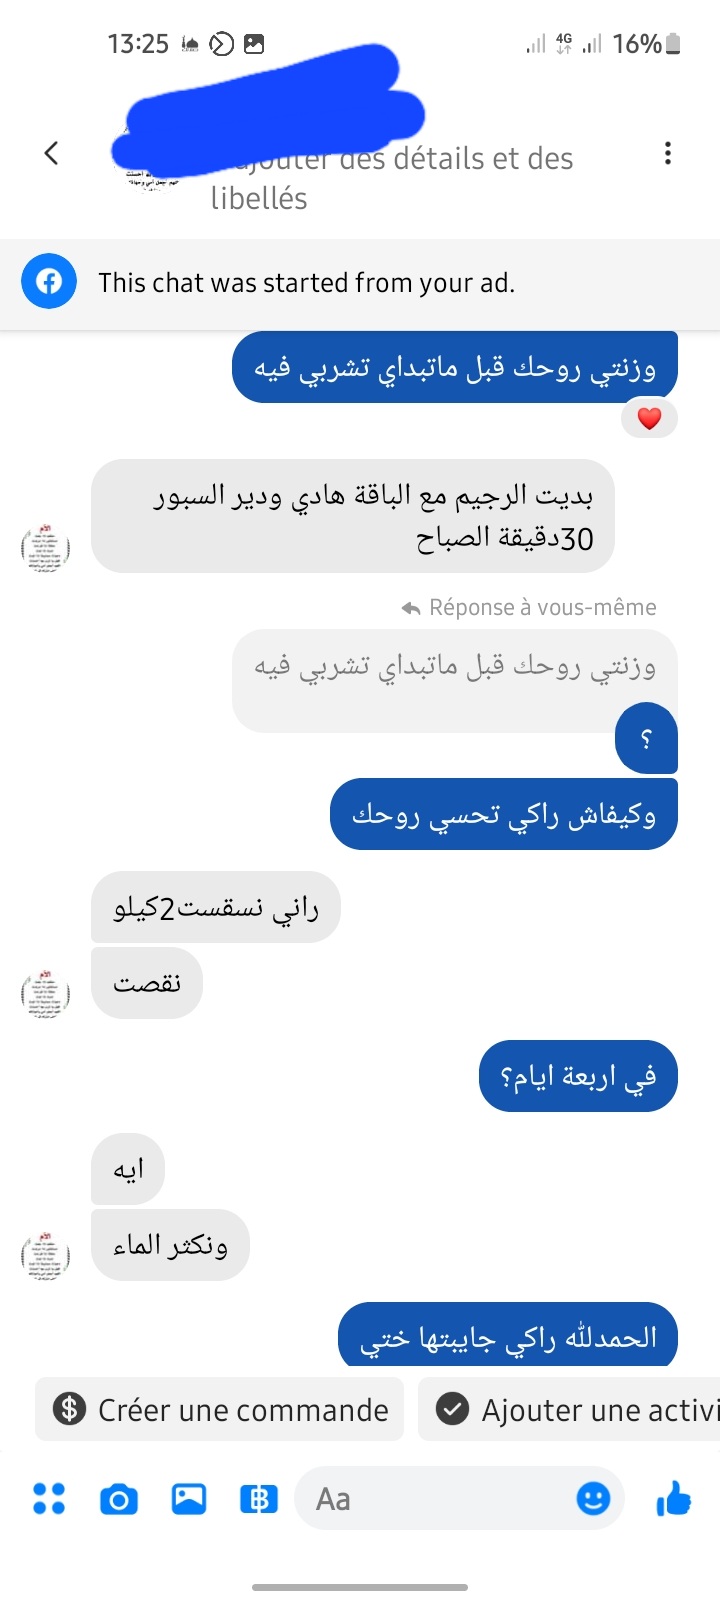 13:25
4G
16%
ajouter des détails et des
libellés
This chat was started from your ad.
وزنتي روحك قبل ماتبداي تشربي فيه
بديت الرجيم مع الباقة هادي ودير السبور
30دقيقة الصباح
Réponse à vous-même
وزنتي روحك قبل ماتبداي تشربي فيه
؟
وكيفاش راكي تحسي روحك
راني نسقست2كيلو
نقصت
في اربعة ايام؟
ايه
ونكثر الماء
الحمدلله راكي جايبتها ختي
Créer une commande
Ajouter une activi
Aa